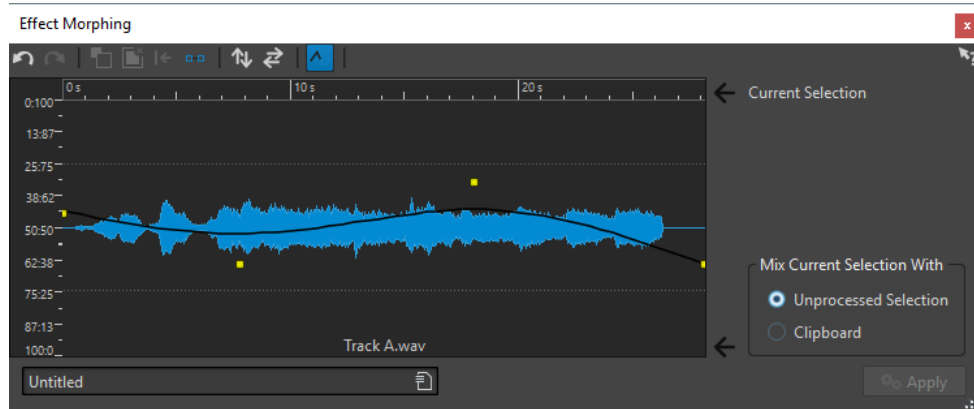 Effect Morphing
x
0 s 10 s 20 s
0:100
Current Selection
13:87
25:75
38:62
50:50
62:38
Mix Current Selection With
75:25
Unprocessed Selection
87:13
Clipboard
100:0
Track A.wav
Untitled
Apply